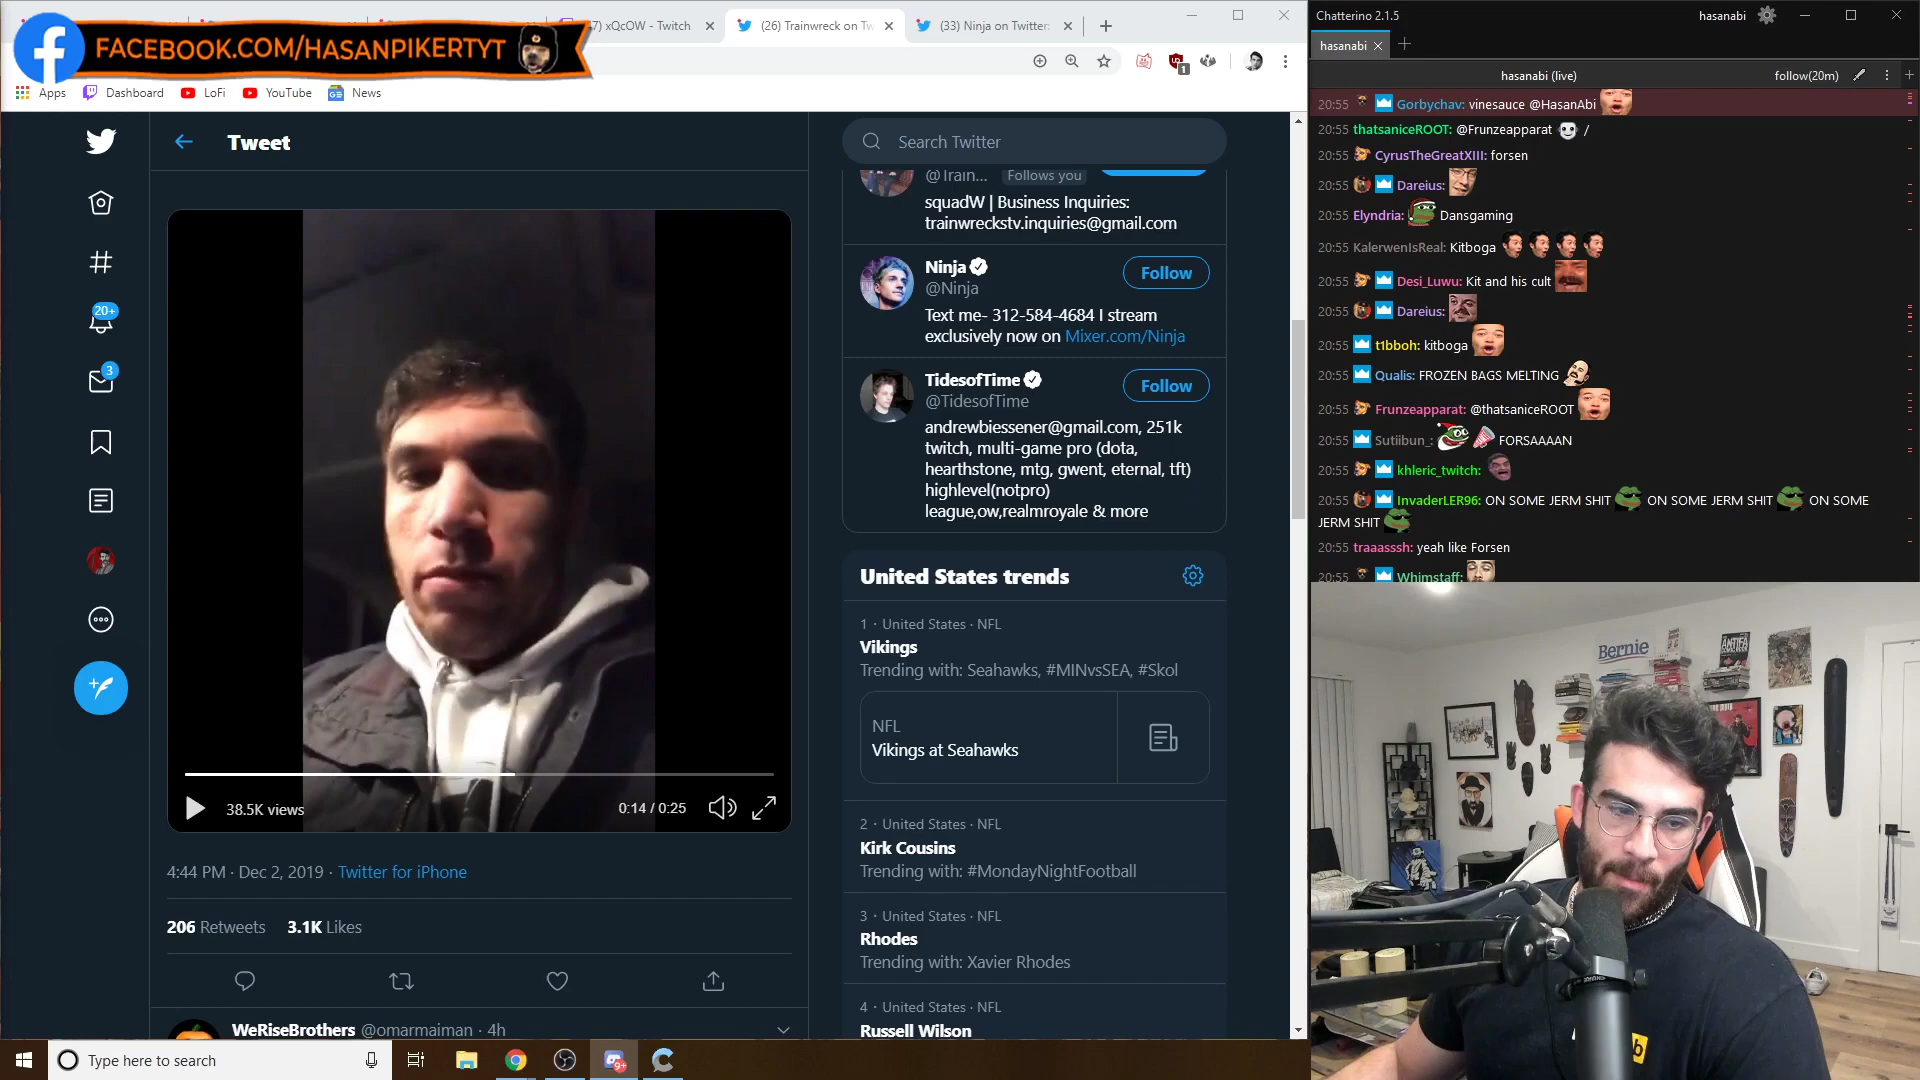 7) xQcOW - Twitch
(26) Trainwreck on Tw
(33) Ninja on Twitter:
FACEBOOK.COM/HASANPIKERTYT
1
Apps
Dashboard
LoFi
YouTube
News
Tweet
Search Twitter
20+
3
@Train...
Follows you
squadW | Business Inquiries:
trainwreckstv.inquiries@gmail.com
Ninja
@Ninja
Follow
Text me- 312-584-4684 I stream
exclusively now on Mixer.com/Ninja
TidesofTime
@TidesofTime
Follow
andrewbiessener@gmail.com, 251k
twitch, multi-game pro (dota,
hearthstone, mtg, gwent, eternal, tft)
highlevel(notpro)
league,ow,realmroyale & more
United States trends
1 · United States · NFL
Vikings
Trending with: Seahawks, #MINvsSEA, #Skol
NFL
Vikings at Seahawks
2 · United States · NFL
Kirk Cousins
Trending with: #MondayNightFootball
3 · United States · NFL
Rhodes
Trending with: Xavier Rhodes
4 · United States · NFL
Russell Wilson
38.5K views
0:14 / 0:25
4:44 PM · Dec 2, 2019 · Twitter for iPhone
206 Retweets 3.1K Likes
WeRiseBrothers @omarmaiman · 4h
Type here to search
9+
Chatterino 2.1.5
hasanabi
hasanabi
hasanabi (live)
follow(20m)
20:55 Gorbychav: vinesauce @HasanAbi
20:55 thatsaniceROOT: @Frunzeapparat /
20:55 CyrusTheGreatXIII: forsen
20:55 Dareius:
20:55 Elyndria: Dansgaming
20:55 KalerwenIsReal: Kitboga
20:55 Desi_Luwu: Kit and his cult
20:55 Dareius:
20:55 t1bboh: kitboga
20:55 Qualis: FROZEN BAGS MELTING
20:55 Frunzeapparat: @thatsaniceROOT
20:55 Sutiibun_: FORSAAAAN
20:55 khleric_twitch:
20:55 InvaderLER96: ON SOME JERM SHIT ON SOME JERM SHIT ON SOME
JERM SHIT
20:55 traaasssh: yeah like Forsen
20:55 Whimstaff:
Bernie
ANTIFA